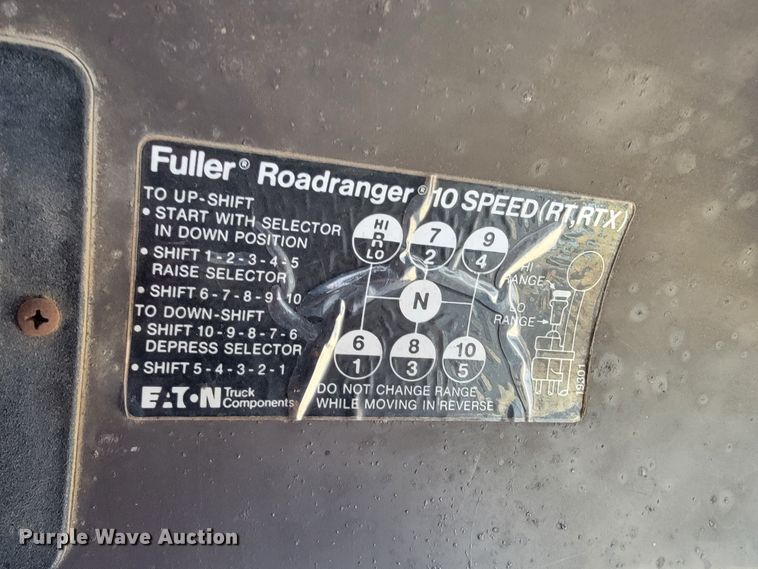 Fuller® Roadranger® 10 SPEED (RT,RTX)
TO UP-SHIFT
• START WITH SELECTOR
IN DOWN POSITION
• SHIFT 1-2-3-4-5
RAISE SELECTOR
• SHIFT 6-7-8-9-10
TO DOWN-SHIFT
• SHIFT 10-9-8-7-6
DEPRESS SELECTOR
• SHIFT 5-4-3-2-1
EATON Truck
Components
HI
R
LO
7
2
9
4
N
6
1
8
3
10
5
DO NOT CHANGE RANGE
WHILE MOVING IN REVERSE
HI
RANGE
LO
RANGE
19301
Purple Wave Auction